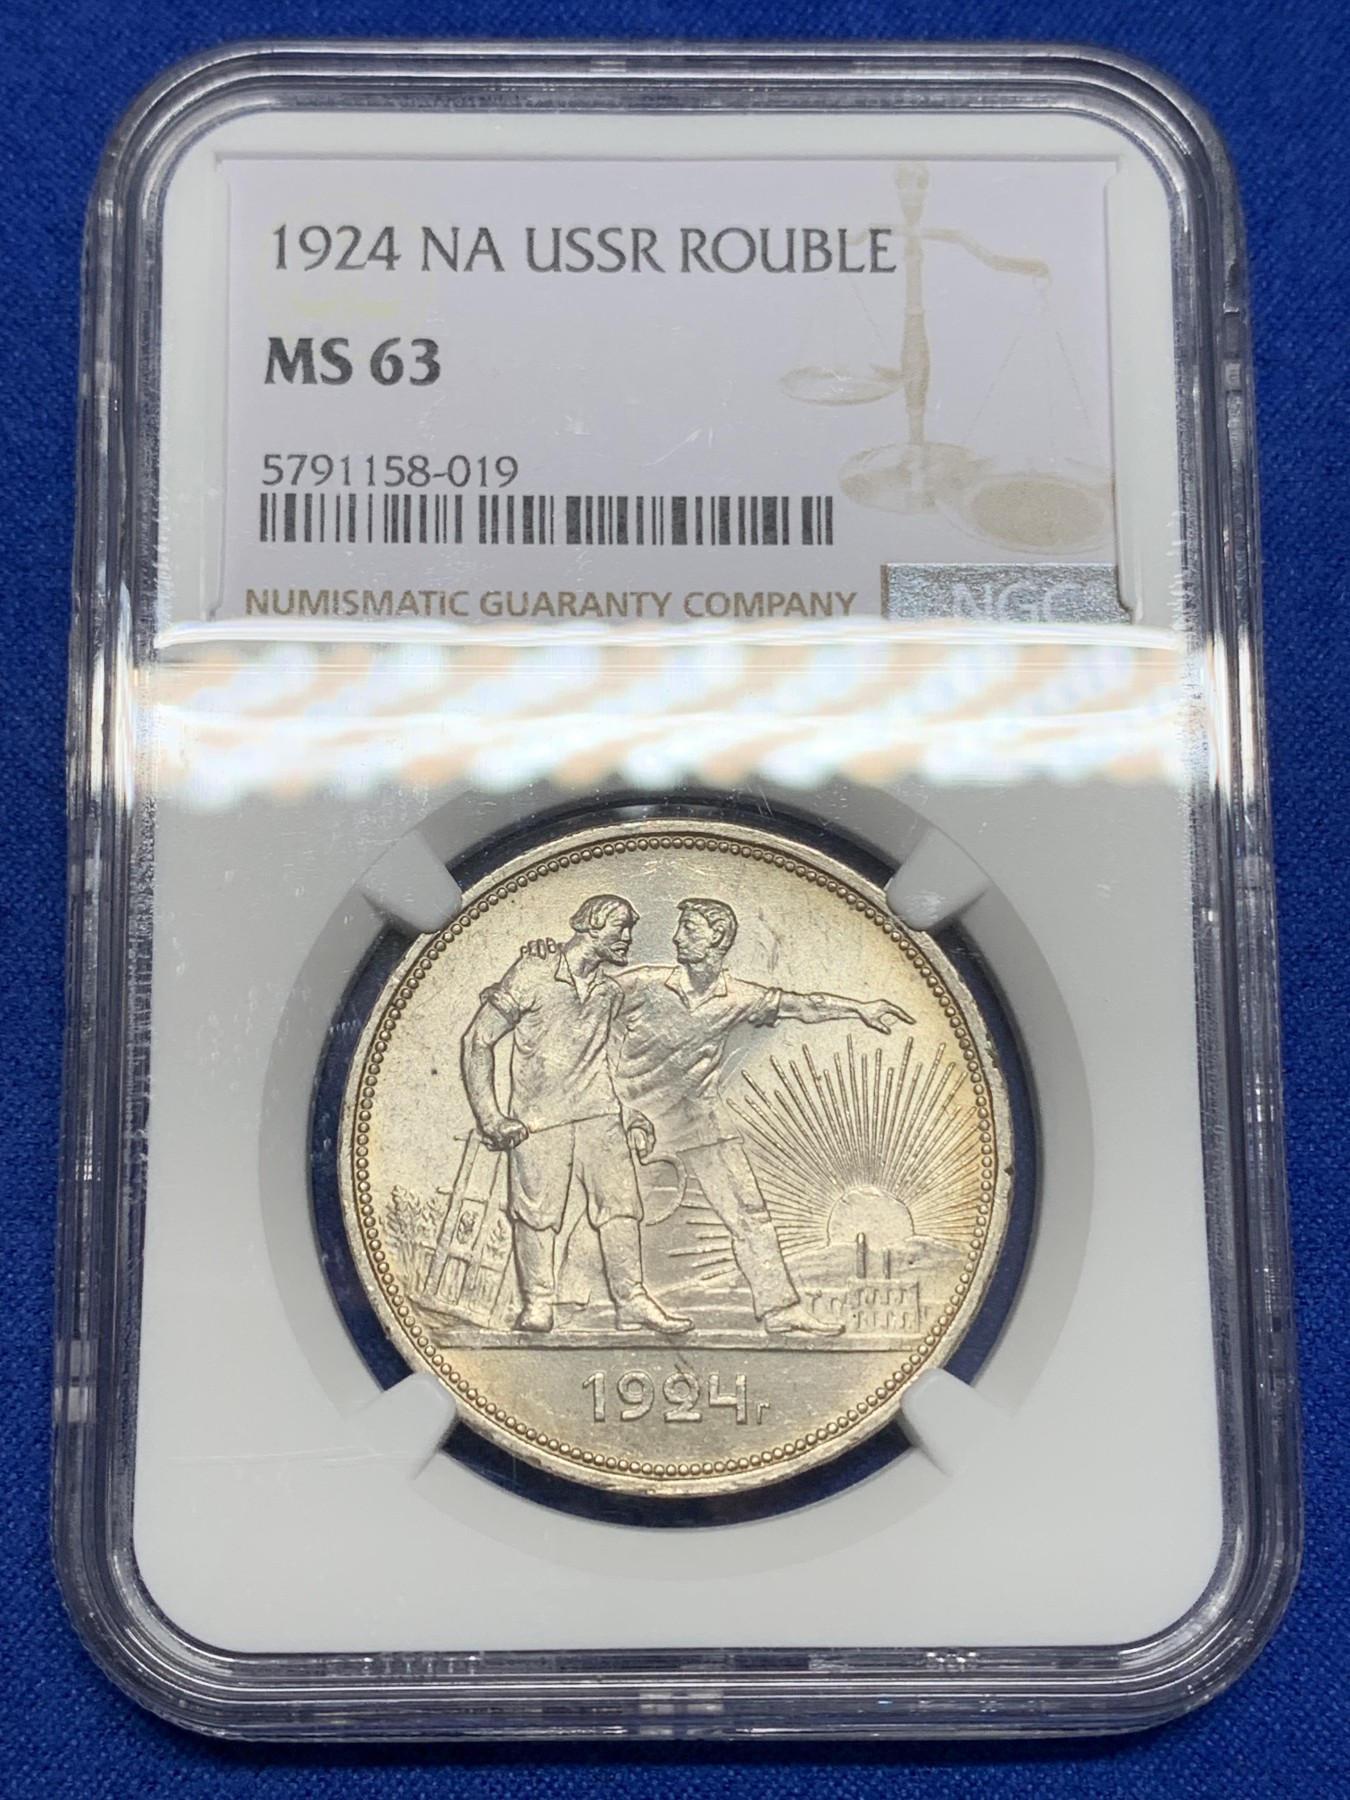 1924 NA USSR ROUBLE
MS 63
5791158-019
NUMISMATIC GUARANTY COMPANY
NGC
1924г